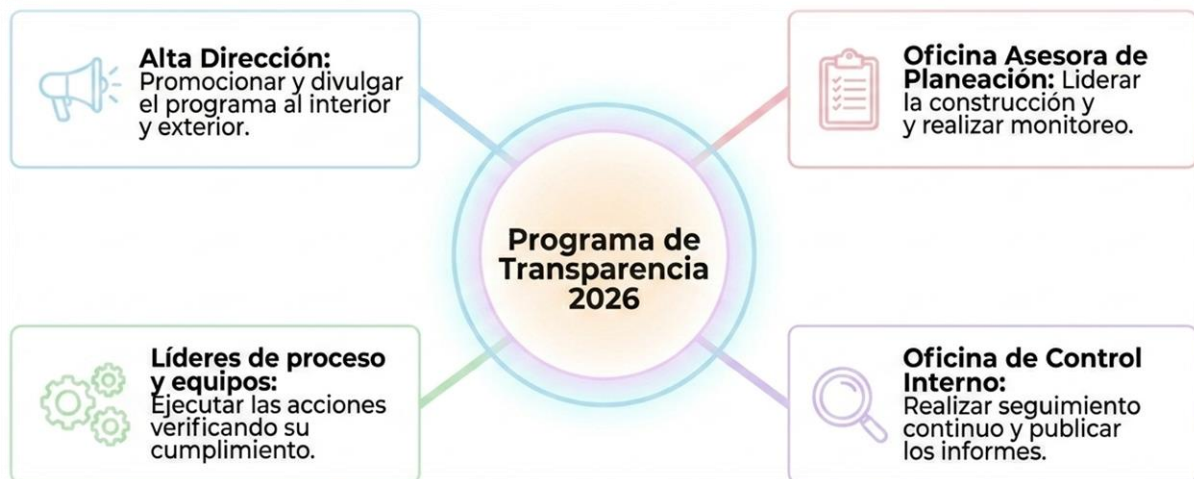 Alta Dirección:
Promocionar y divulgar
el programa al interior
y exterior.
Oficina Asesora de
Planeación: Liderar
la construcción y
y realizar monitoreo.
Programa de
Transparencia
2026
Líderes de proceso
y equipos:
Ejecutar las acciones
verificando su
cumplimiento.
Oficina de Control
Interno:
Realizar seguimiento
continuo y publicar
los informes.